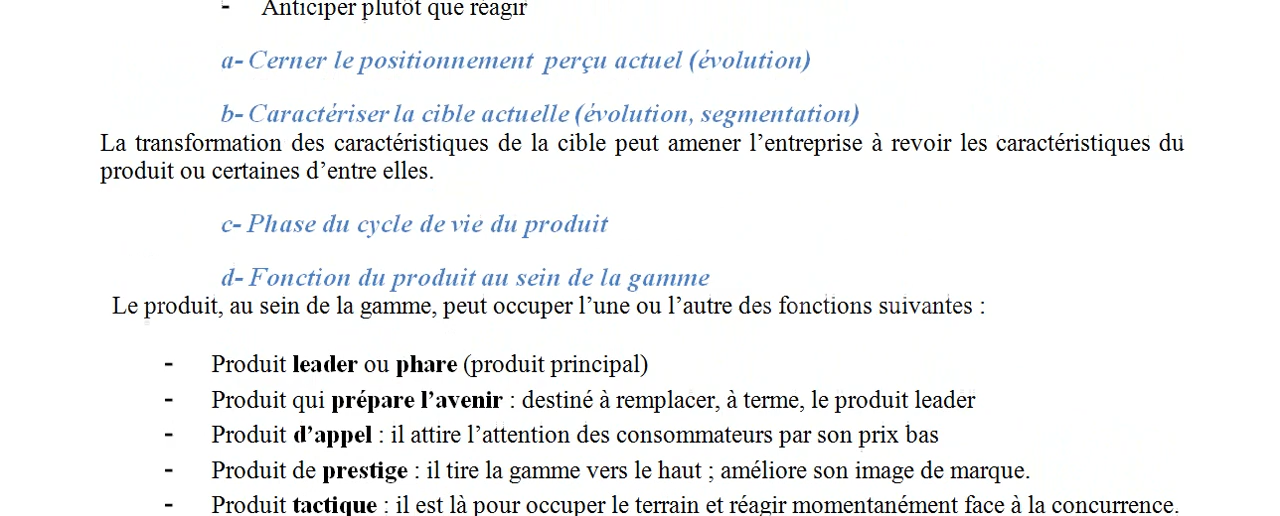 - Anticiper plutôt que réagir
a- Cerner le positionnement perçu actuel (évolution)
b- Caractériser la cible actuelle (évolution, segmentation)
La transformation des caractéristiques de la cible peut amener l’entreprise à revoir les caractéristiques du
produit ou certaines d’entre elles.
c- Phase du cycle de vie du produit
d- Fonction du produit au sein de la gamme
Le produit, au sein de la gamme, peut occuper l’une ou l’autre des fonctions suivantes :
- Produit leader ou phare (produit principal)
- Produit qui prépare l’avenir : destiné à remplacer, à terme, le produit leader
- Produit d’appel : il attire l’attention des consommateurs par son prix bas
- Produit de prestige : il tire la gamme vers le haut ; améliore son image de marque.
- Produit tactique : il est là pour occuper le terrain et réagir momentanément face à la concurrence.